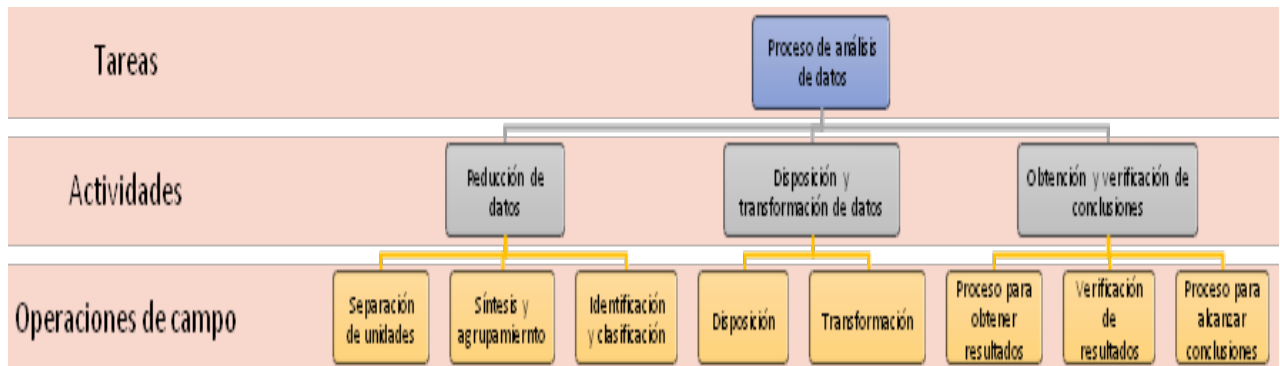 Tareas
Proceso de análisis
de datos
Actividades
Reducción de
datos
Disposición y
transformación de datos
Obtención y verificación de
conclusiones
Operaciones de campo
Separación
de unidades
Síntesis y
agrupamiernto
Identificación
y clasificación
Disposición
Transformación
Proceso para
obtener
resultados
Verificación
de
resultados
Proceso para
alcanzar
conclusiones